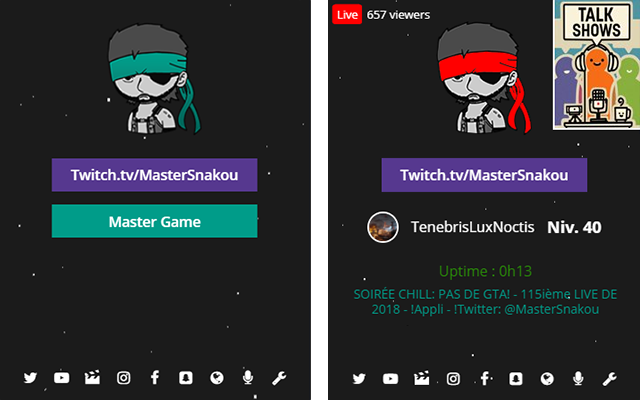 Twitch.tv/MasterSnakou
Master Game
Live 657 viewers
TALK
SHOWS
Twitch.tv/MasterSnakou
TenebrisLuxNoctis Niv. 40
Uptime : 0h13
SOIRÉE CHILL: PAS DE GTA! - 115ième LIVE DE
2018 - !Appli - !Twitter: @MasterSnakou